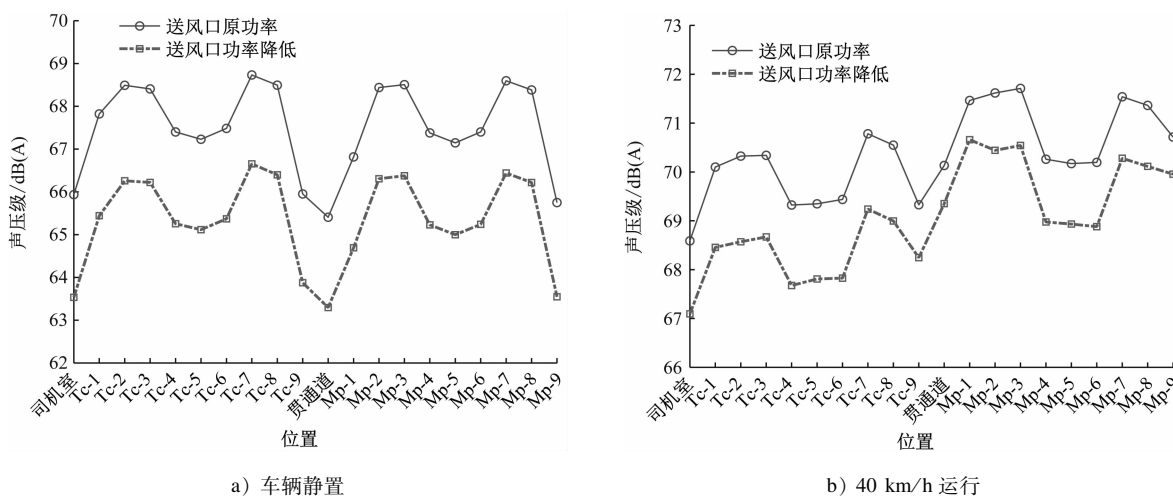 a
b
送风口原功率
送风口功率降低
声压级/dB(A)
70
69
68
67
66
65
64
63
62
司机室
Tc-1
Tc-2
Tc-3
Tc-4
Tc-5
Tc-6
Tc-7
Tc-8
Tc-9
贯通道
Mp-1
Mp-2
Mp-3
Mp-4
Mp-5
Mp-6
Mp-7
Mp-8
Mp-9
位置
a) 车辆静置
送风口原功率
送风口功率降低
声压级/dB(A)
73
72
71
70
69
68
67
66
司机室
Tc-1
Tc-2
Tc-3
Tc-4
Tc-5
Tc-6
Tc-7
Tc-8
Tc-9
贯通道
Mp-1
Mp-2
Mp-3
Mp-4
Mp-5
Mp-6
Mp-7
Mp-8
Mp-9
位置
b) 40 km/h 运行